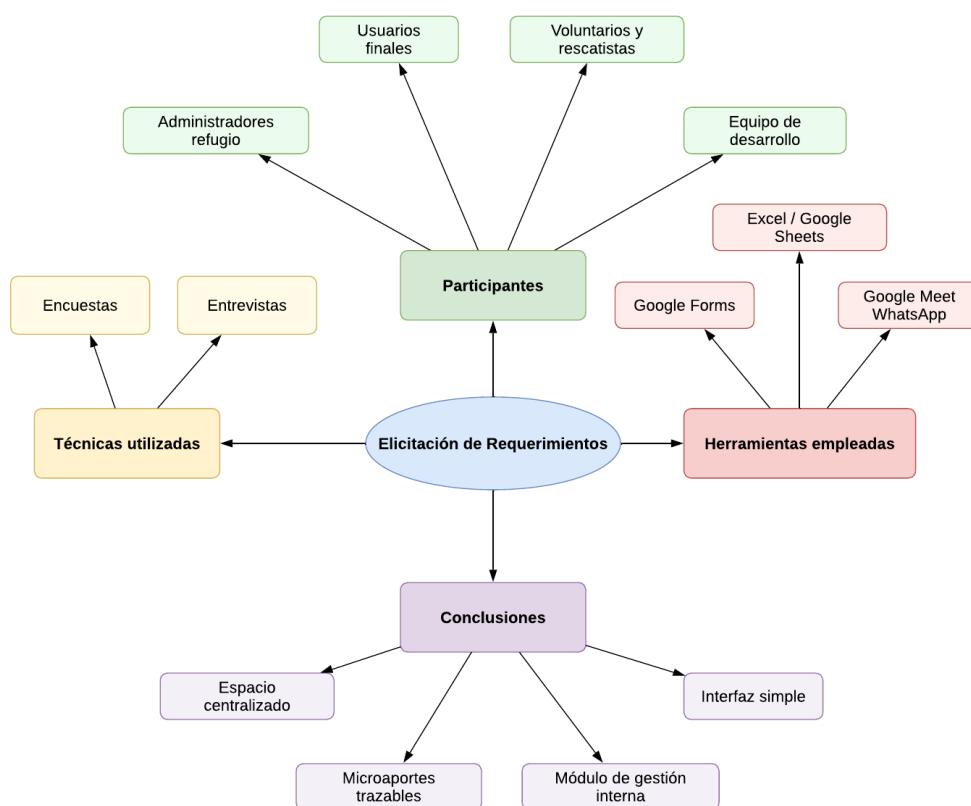 Usuarios
finales
Voluntarios y
rescatistas
Administradores
refugio
Equipo de
desarrollo
Excel / Google
Sheets
Participantes
Encuestas
Entrevistas
Google Forms
Google Meet
WhatsApp
Técnicas utilizadas
Elicitación de Requerimientos
Herramientas empleadas
Conclusiones
Espacio
centralizado
Interfaz simple
Microaportes
trazables
Módulo de gestión
interna